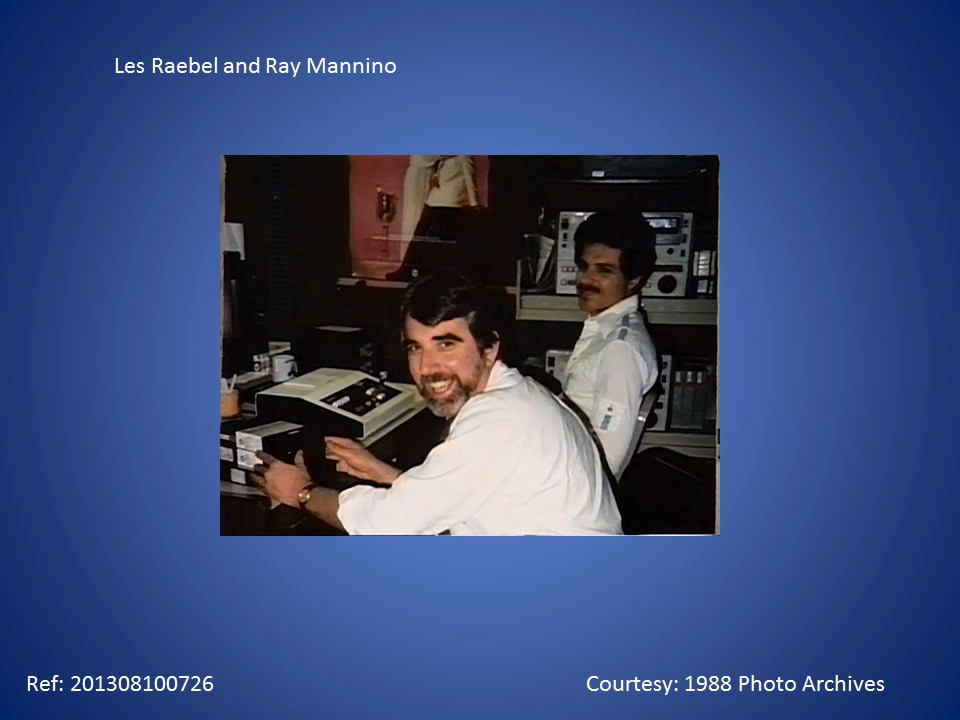 Les Raebel and Ray Mannino
Ref: 201308100726
Courtesy: 1988 Photo Archives